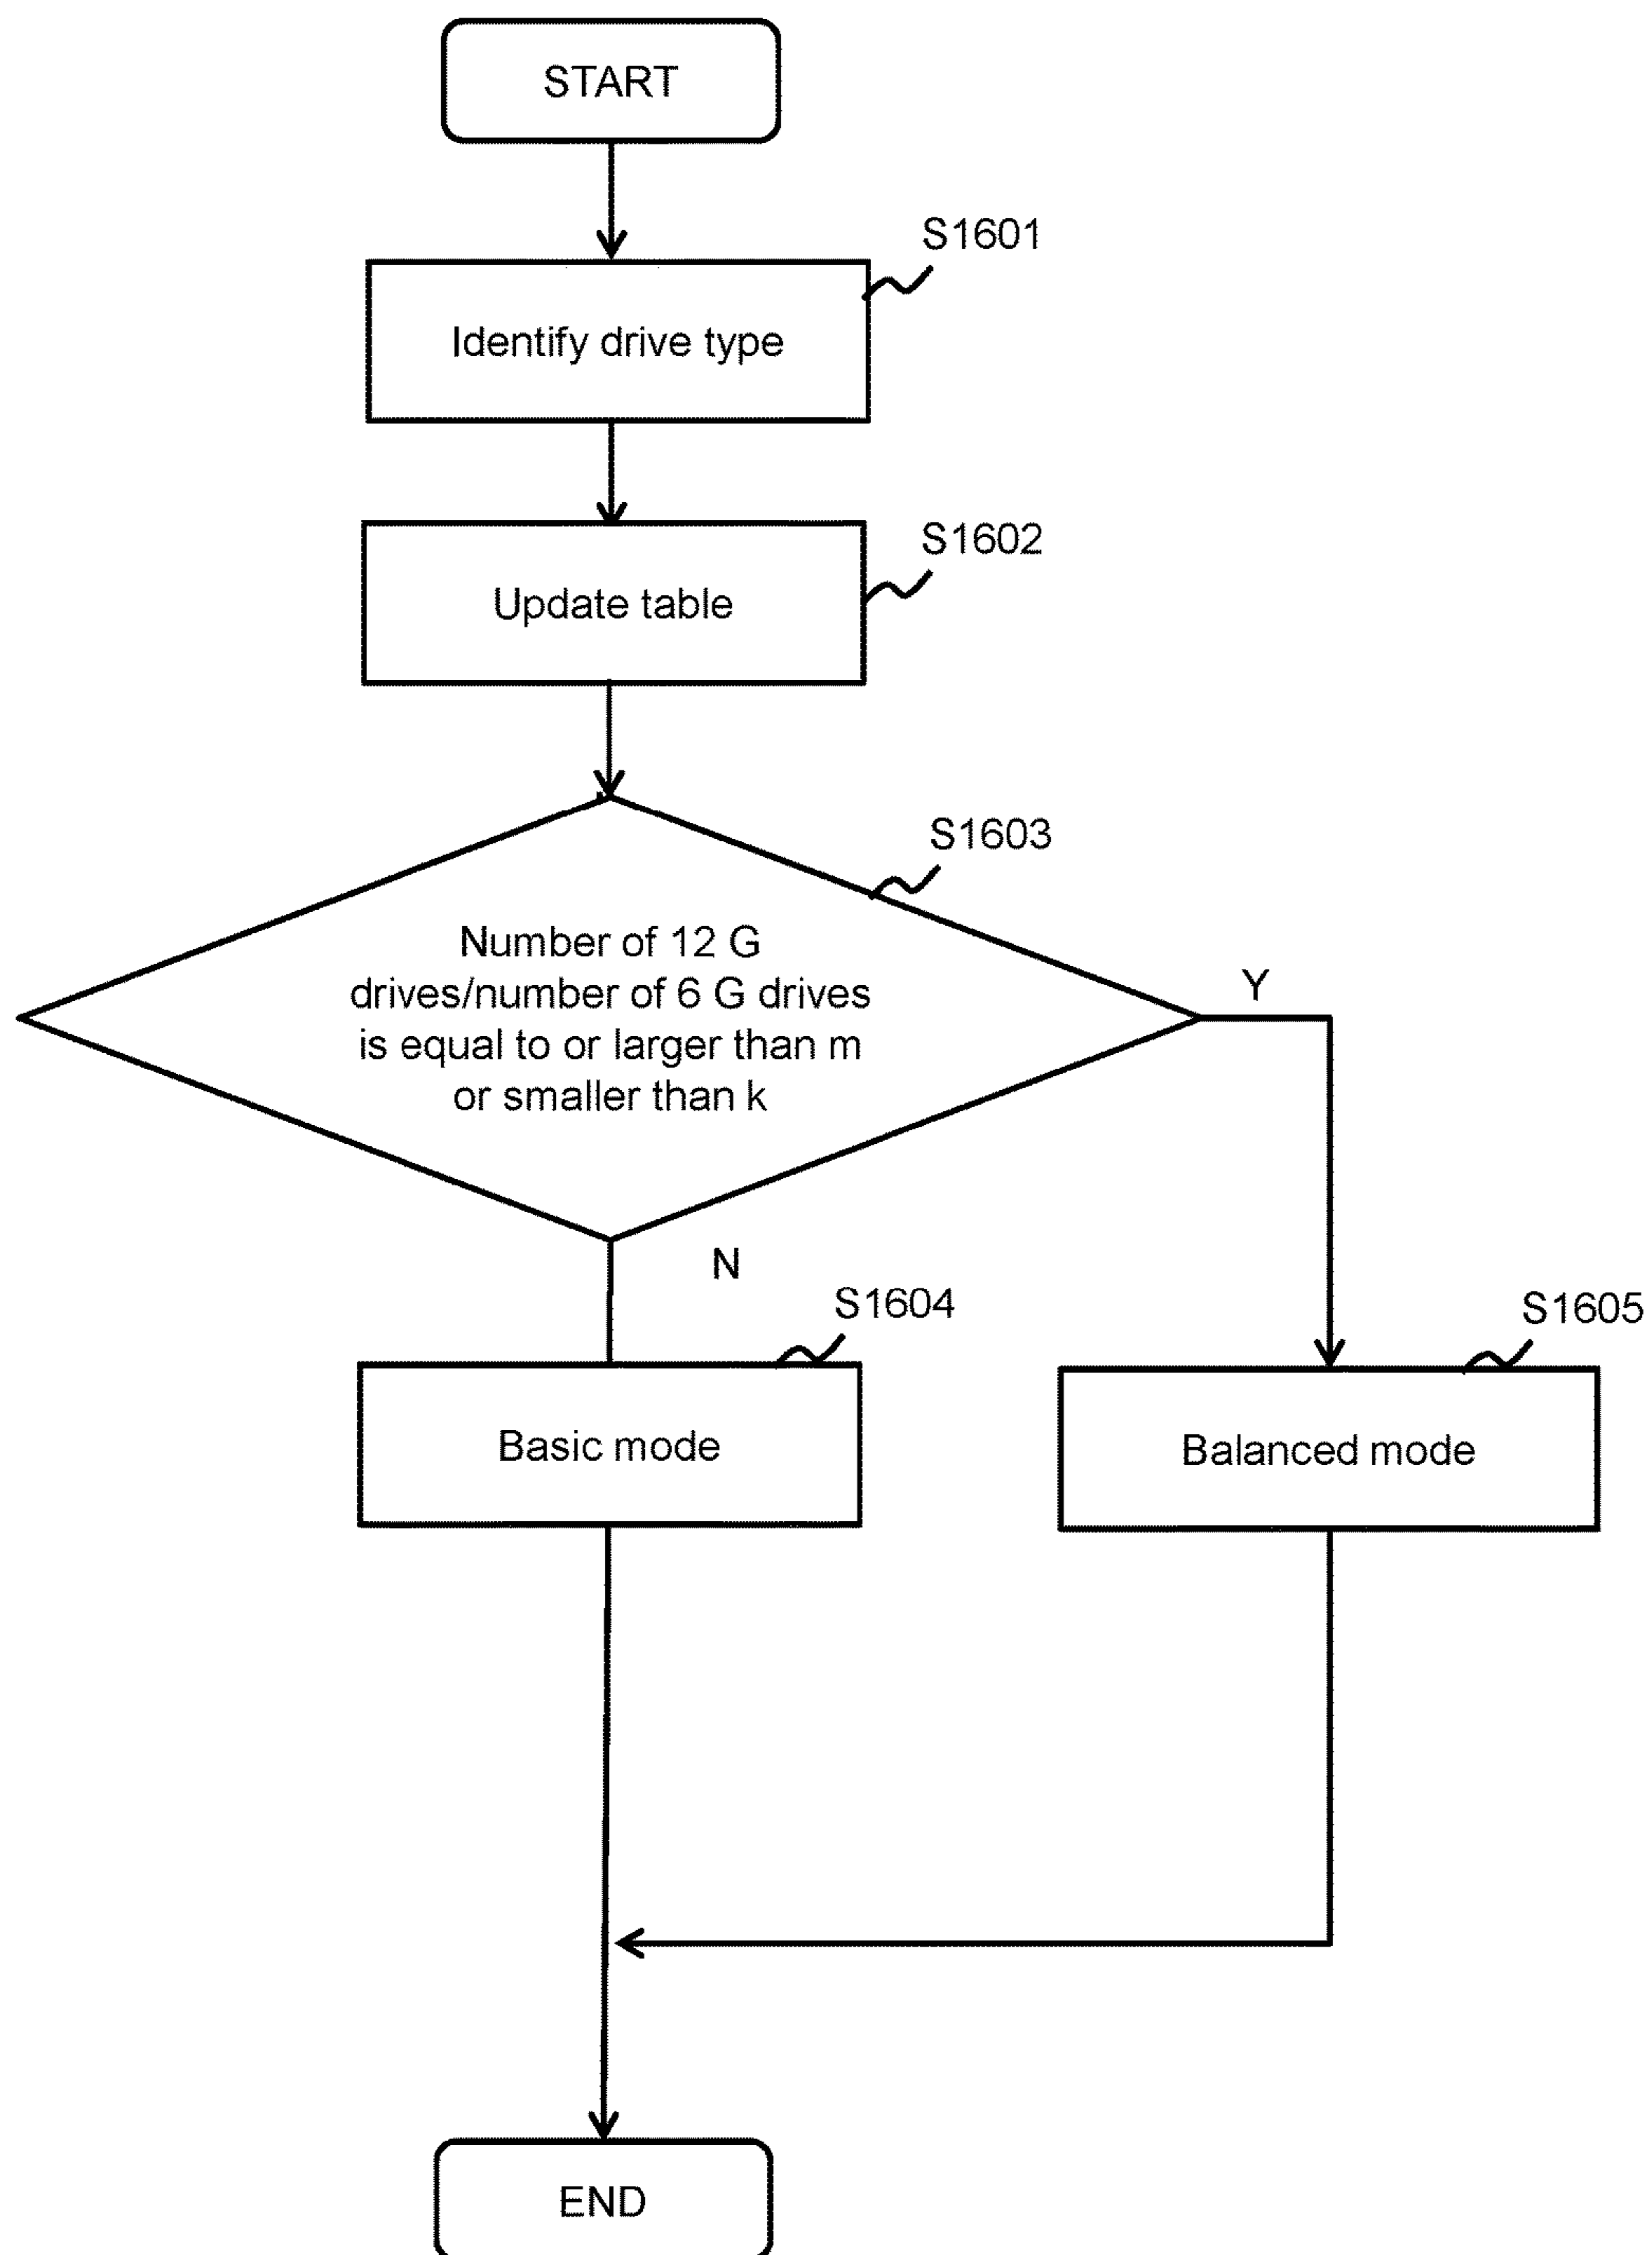 START
S1601
Identify drive type
S1602
Update table
S1603
Number of 12 G
drives/number of 6 G drives
is equal to or larger than m
or smaller than k
Y
N
S1604
S1605
Basic mode
Balanced mode
END